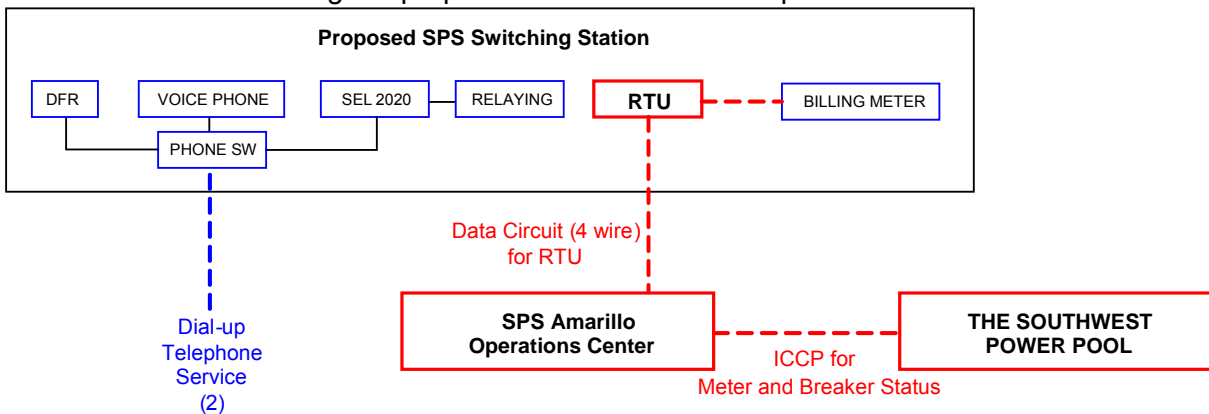 Proposed SPS Switching Station
DFR
VOICE PHONE
SEL 2020
RELAYING
RTU
BILLING METER
PHONE SW
Data Circuit (4 wire)
for RTU
Dial-up
Telephone
Service
(2)
SPS Amarillo
Operations Center
ICCP for
Meter and Breaker Status
THE SOUTHWEST
POWER POOL